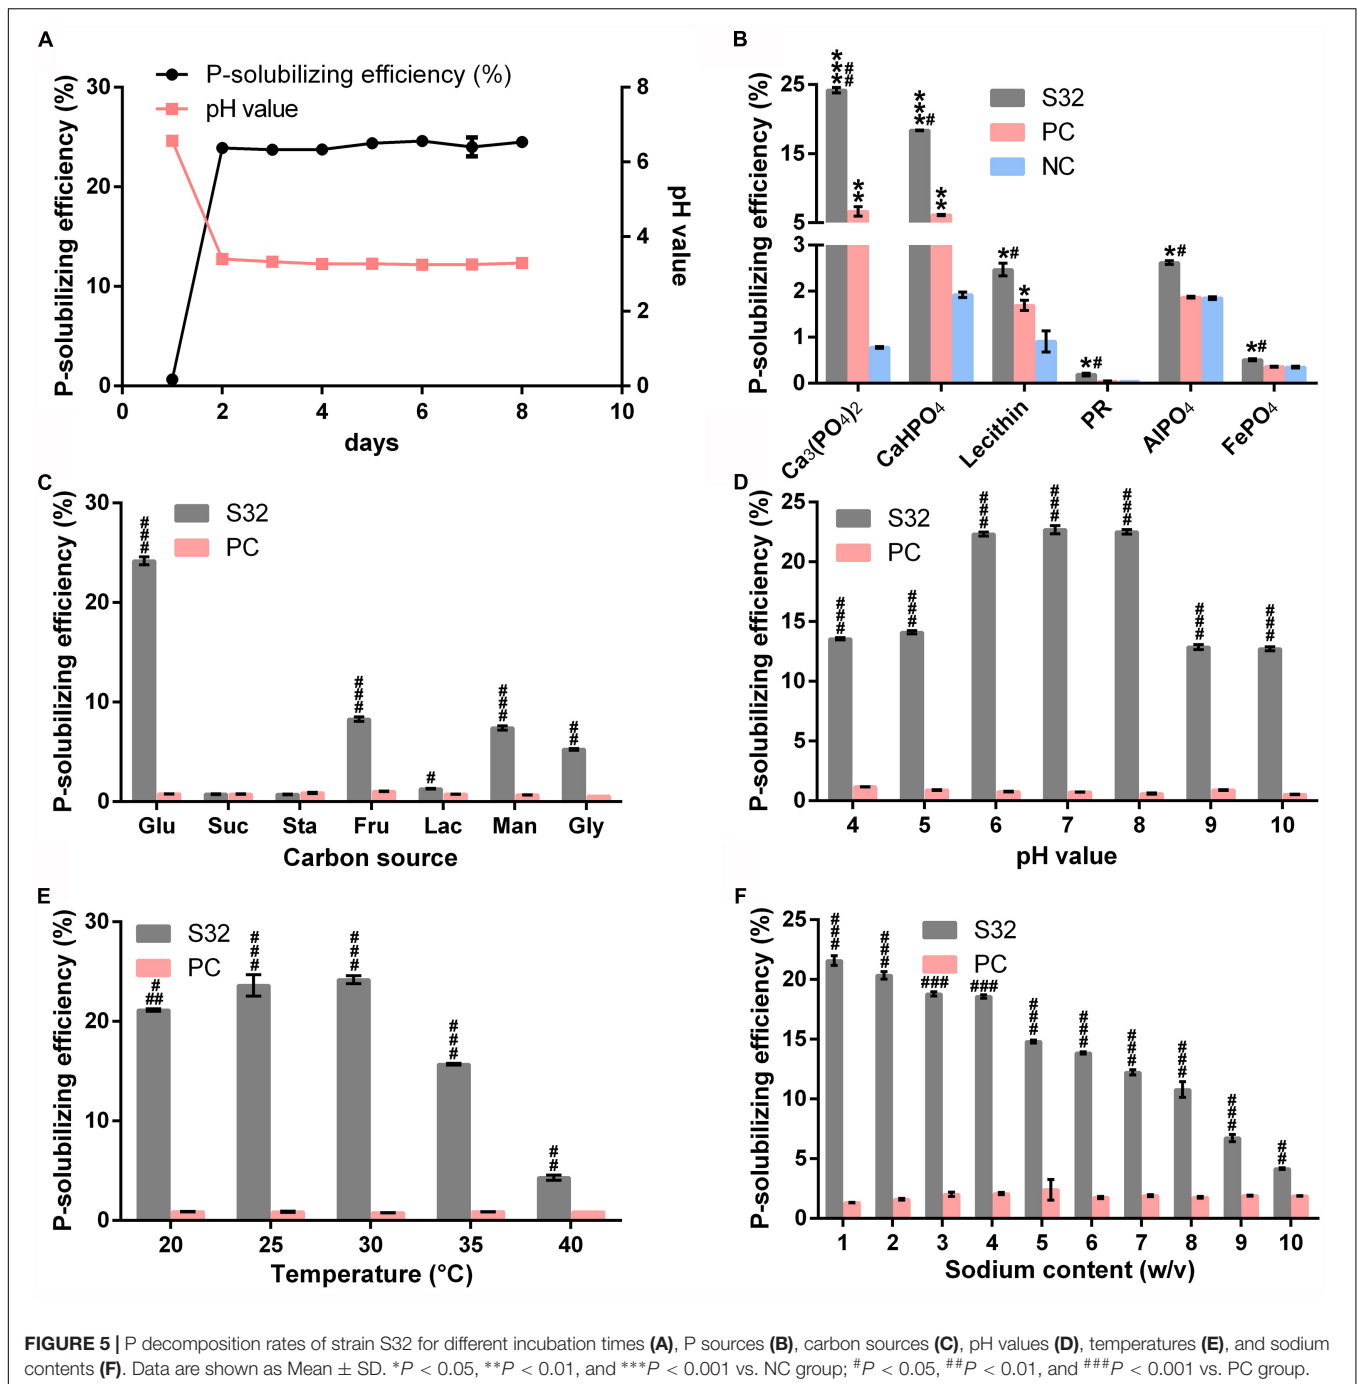 A
P-solubilizing efficiency (%)
pH value
P-solubilizing efficiency (%)
30
20
10
0
8
6
4
2
0
pH value
0 2 4 6 8 10
days
B
P-solubilizing efficiency (%)
25
15
5
3
2
1
0
S32
PC
NC
*** ## ** *** # ** *# * *# *# *#
Ca3(PO4)2 CaHPO4 Lecithin PR AlPO4 FePO4
C
P-solubilizing efficiency (%)
30
20
10
0
S32
PC
### ### # ### ##
Glu Suc Sta Fru Lac Man Gly
Carbon source
D
P-solubilizing efficiency (%)
25
20
15
10
5
0
S32
PC
### ### ### ### ### ### ###
4 5 6 7 8 9 10
pH value
E
P-solubilizing efficiency (%)
30
20
10
0
S32
PC
### ### ### ### ##
20 25 30 35 40
Temperature (°C)
F
P-solubilizing efficiency (%)
25
20
15
10
5
0
S32
PC
### ### ### ### ### ### ### ### ### ##
1 2 3 4 5 6 7 8 9 10
Sodium content (w/v)
FIGURE 5 | P decomposition rates of strain S32 for different incubation times (A), P sources (B), carbon sources (C), pH values (D), temperatures (E), and sodium
contents (F). Data are shown as Mean ± SD. *P < 0.05, **P < 0.01, and ***P < 0.001 vs. NC group; #P < 0.05, ##P < 0.01, and ###P < 0.001 vs. PC group.